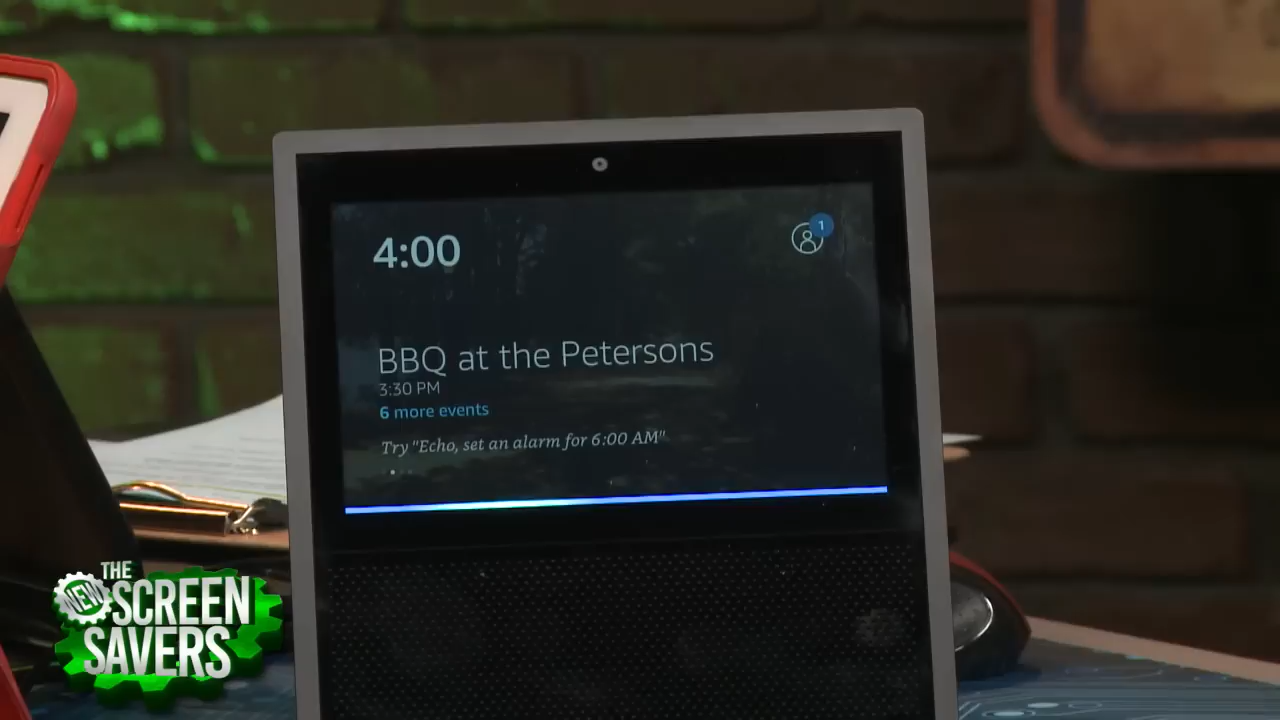 4:00
1
BBQ at the Petersons
3:30 PM
6 more events
Try "Echo, set an alarm for 6:00 AM"
THE
NEW
SCREEN
SAVERS